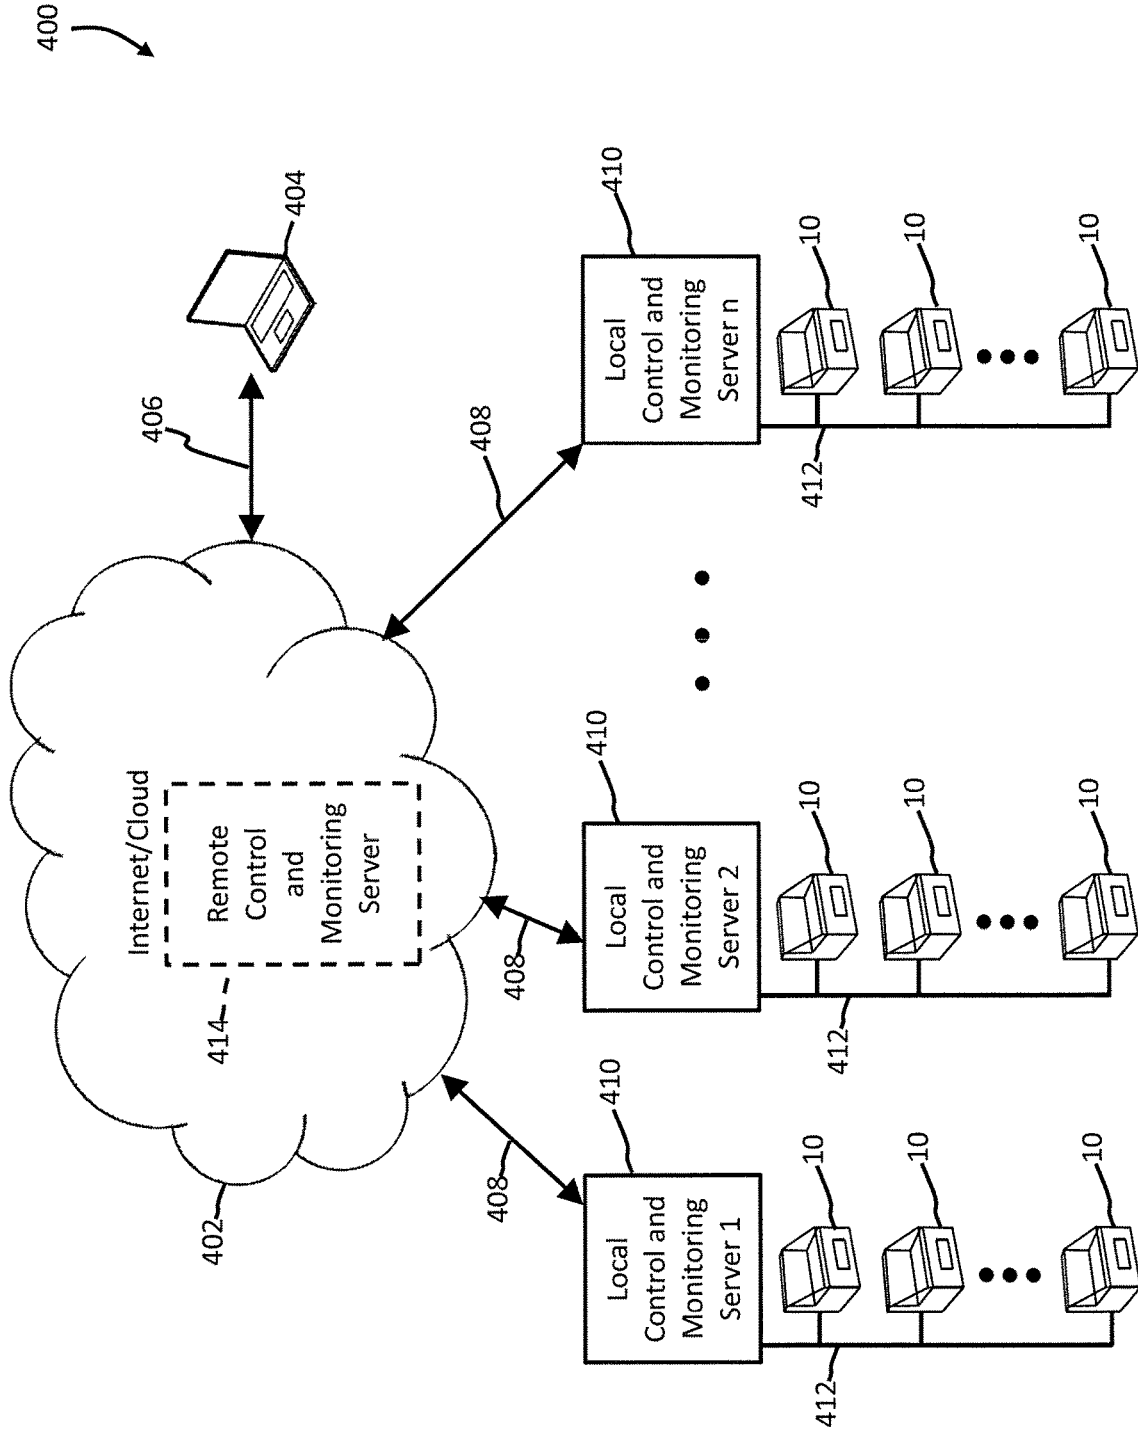 400
Internet/Cloud
Remote
Control
and
Monitoring
Server
414
402
404
406
408
408
408
410
Local
Control and
Monitoring
Server 1
410
Local
Control and
Monitoring
Server 2
410
Local
Control and
Monitoring
Server n
10
10
10
412
10
10
10
412
10
10
10
412